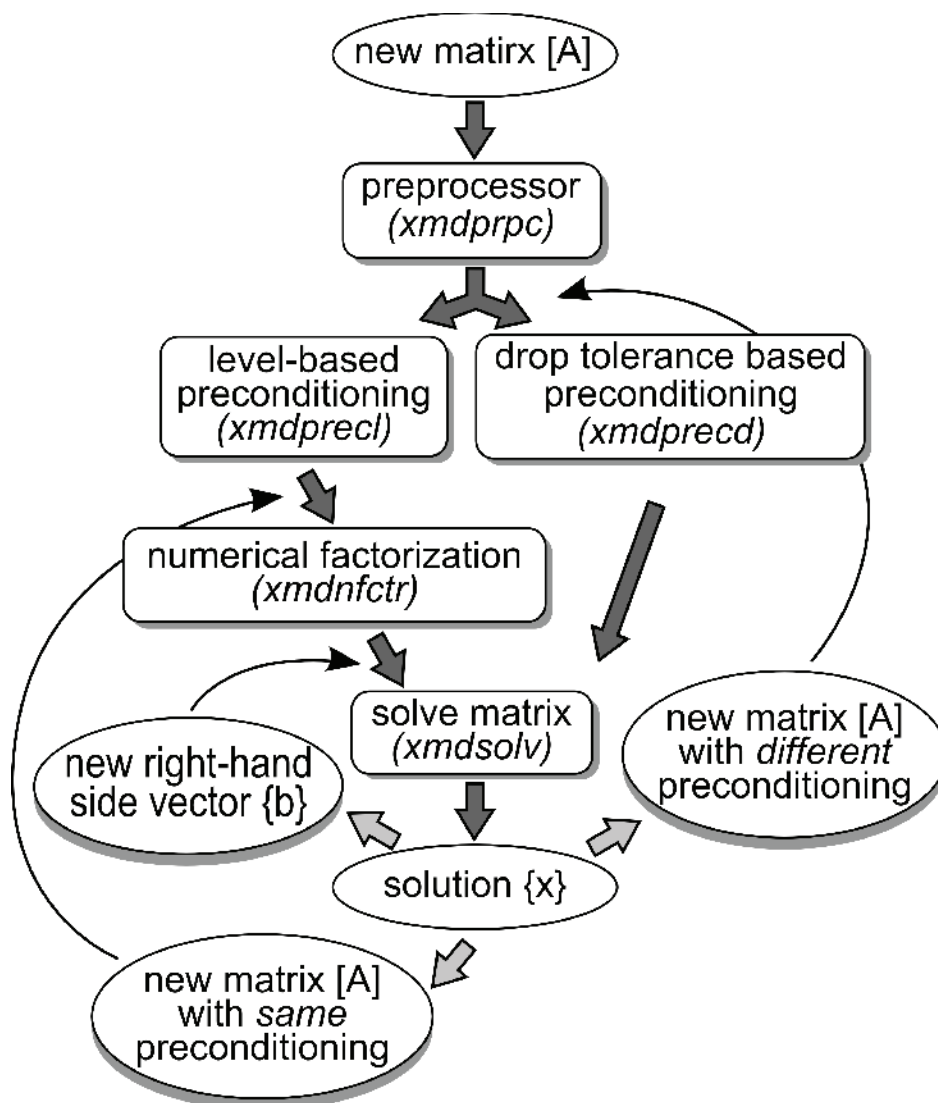 new matirx [A]
preprocessor
(xmdprpc)
level-based
preconditioning
(xmdprecl)
drop tolerance based
preconditioning
(xmdprecd)
numerical factorization
(xmdnfctr)
solve matrix
(xmdsolv)
new right-hand
side vector {b}
new matrix [A]
with different
preconditioning
solution {x}
new matrix [A]
with same
preconditioning